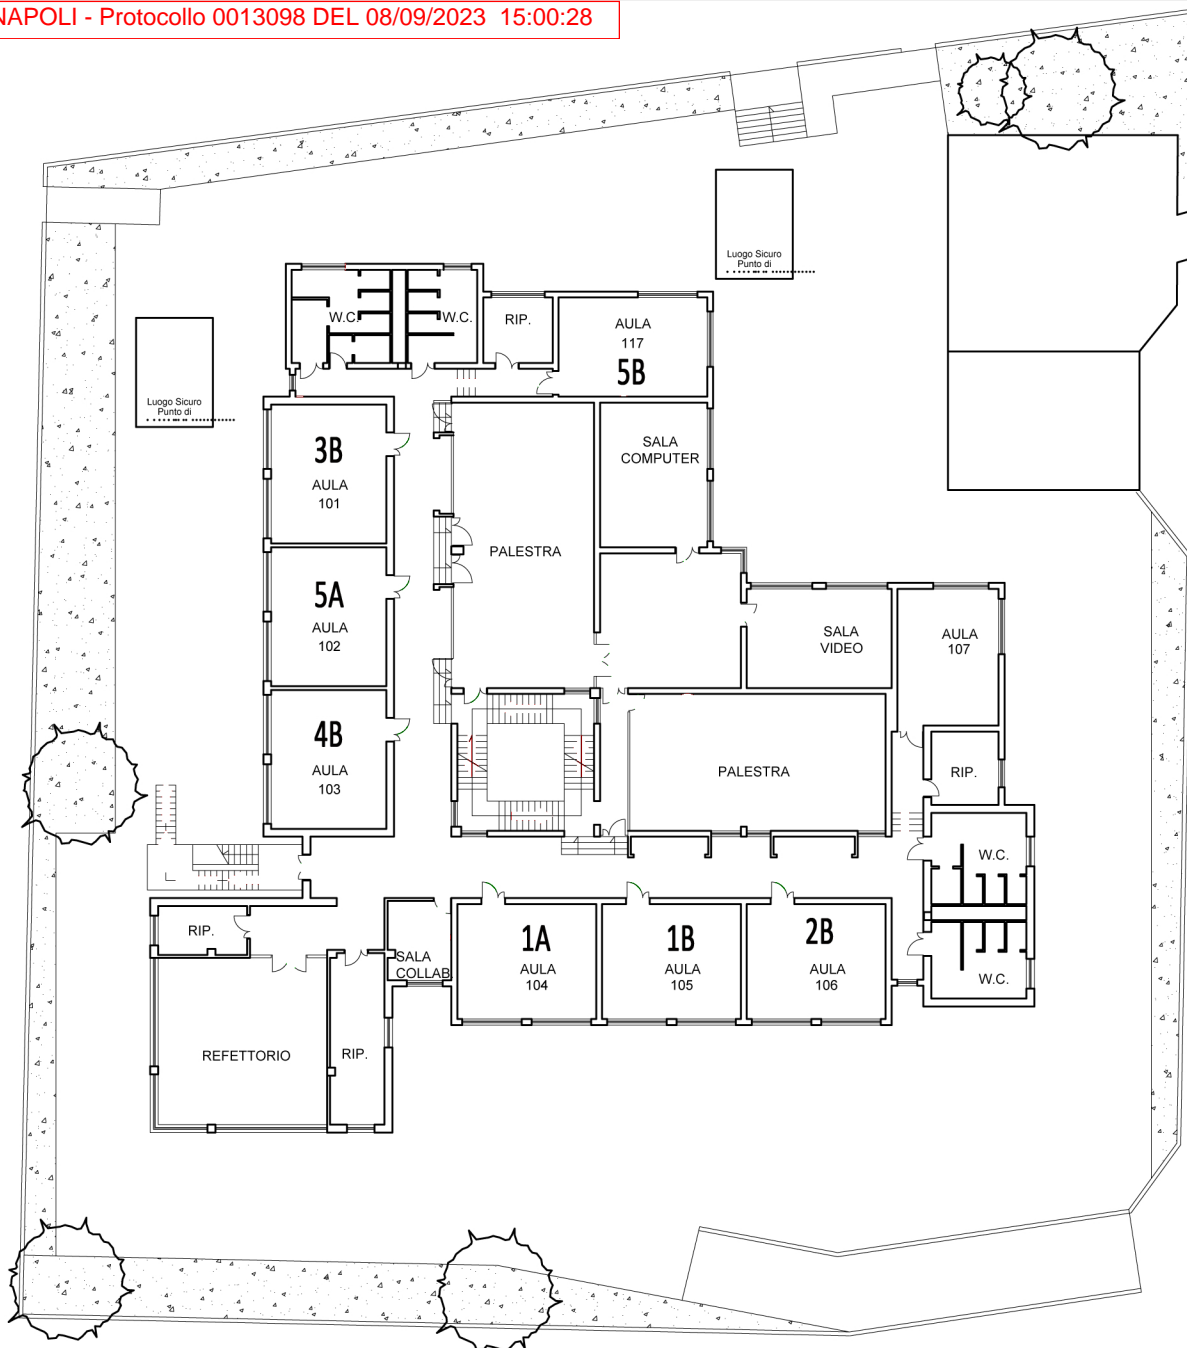 NAPOLI - Protocollo 0013098 DEL 08/09/2023 15:00:28
Luogo Sicuro
Punto di
W.C.
W.C.
RIP.
AULA
117
5B
Luogo Sicuro
Punto di
3B
AULA
101
SALA
COMPUTER
PALESTRA
5A
AULA
102
SALA
VIDEO
AULA
107
4B
AULA
103
PALESTRA
RIP.
W.C.
RIP.
SALA
COLLAB
1A
AULA
104
1B
AULA
105
2B
AULA
106
W.C.
REFETTORIO
RIP.